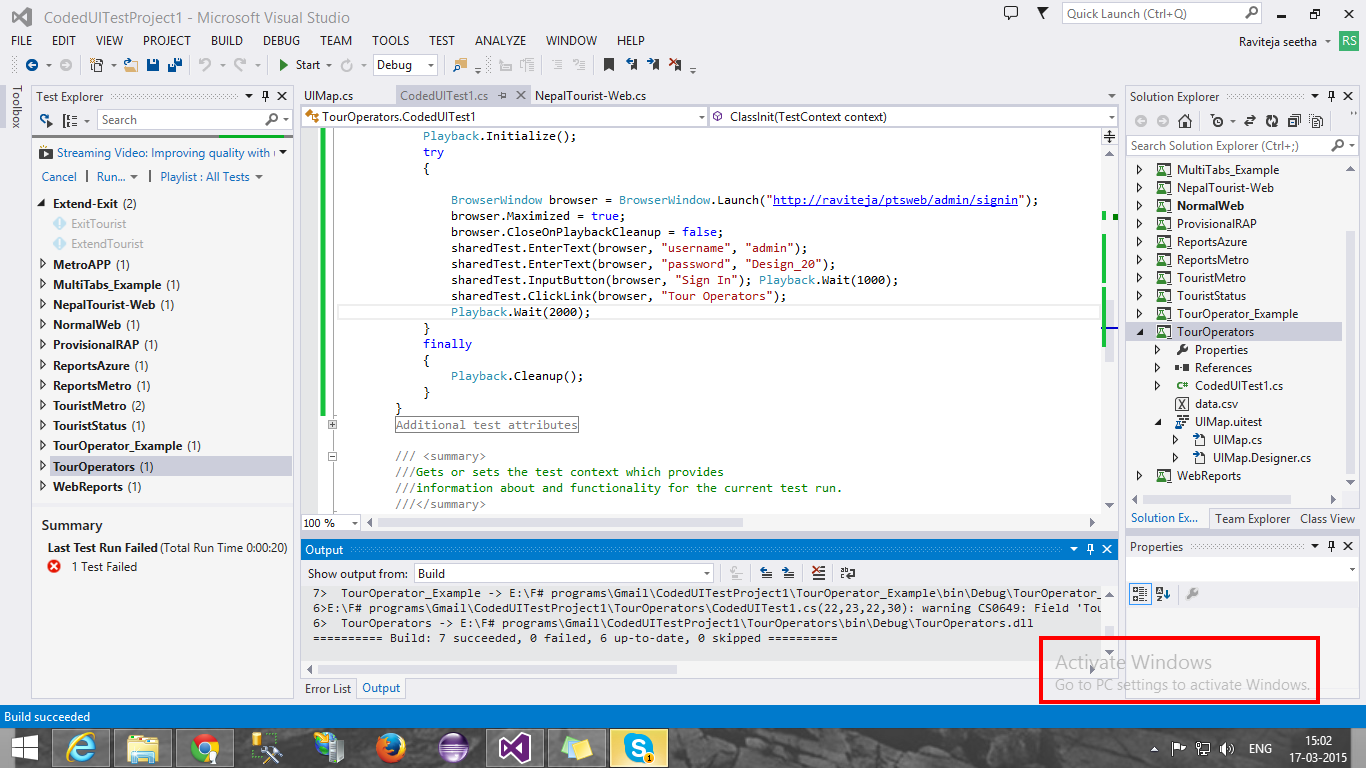 CodedUITestProject1 - Microsoft Visual Studio
Quick Launch (Ctrl+Q)
FILE EDIT VIEW PROJECT BUILD DEBUG TEAM TOOLS TEST ANALYZE WINDOW HELP
Raviteja seetha RS
Start Debug
Toolbox
Test Explorer
Search
Streaming Video: Improving quality with
Cancel | Run... | Playlist : All Tests
Extend-Exit (2)
ExitTourist
ExtendTourist
MetroAPP (1)
MultiTabs_Example (1)
NepalTourist-Web (1)
NormalWeb (1)
ProvisionalRAP (1)
ReportsAzure (1)
ReportsMetro (1)
TouristMetro (2)
TouristStatus (1)
TourOperator_Example (1)
TourOperators (1)
WebReports (1)
Summary
Last Test Run Failed (Total Run Time 0:00:20)
1 Test Failed
UIMap.cs CodedUITest1.cs NepalTourist-Web.cs
TourOperators.CodedUITest1 ClassInit(TestContext context)
Playback.Initialize();
try
{
BrowserWindow browser = BrowserWindow.Launch("http://raviteja/ptsweb/admin/signin");
browser.Maximized = true;
browser.CloseOnPlaybackCleanup = false;
sharedTest.EnterText(browser, "username", "admin");
sharedTest.EnterText(browser, "password", "Design_20");
sharedTest.InputButton(browser, "Sign In"); Playback.Wait(1000);
sharedTest.ClickLink(browser, "Tour Operators");
Playback.Wait(2000);
}
finally
{
Playback.Cleanup();
}
}
Additional test attributes
/// <summary>
///Gets or sets the test context which provides
///information about and functionality for the current test run.
///</summary>
100 %
Output
Show output from: Build
7> TourOperator_Example -> E:\F# programs\Gmail\CodedUITestProject1\TourOperator_Example\bin\Debug\TourOperator_
6>E:\F# programs\Gmail\CodedUITestProject1\TourOperators\CodedUITest1.cs(22,23,22,30): warning CS0649: Field 'Tou
6> TourOperators -> E:\F# programs\Gmail\CodedUITestProject1\TourOperators\bin\Debug\TourOperators.dll
========== Build: 7 succeeded, 0 failed, 6 up-to-date, 0 skipped ==========
Error List Output
Solution Explorer
Search Solution Explorer (Ctrl+;)
MultiTabs_Example
NepalTourist-Web
NormalWeb
ProvisionalRAP
ReportsAzure
ReportsMetro
TouristMetro
TouristStatus
TourOperator_Example
TourOperators
Properties
References
CodedUITest1.cs
data.csv
UIMap.uitest
UIMap.cs
UIMap.Designer.cs
WebReports
Solution Ex... Team Explorer Class View
Properties
Activate Windows
Go to PC settings to activate Windows.
Build succeeded
ENG
15:02
17-03-2015